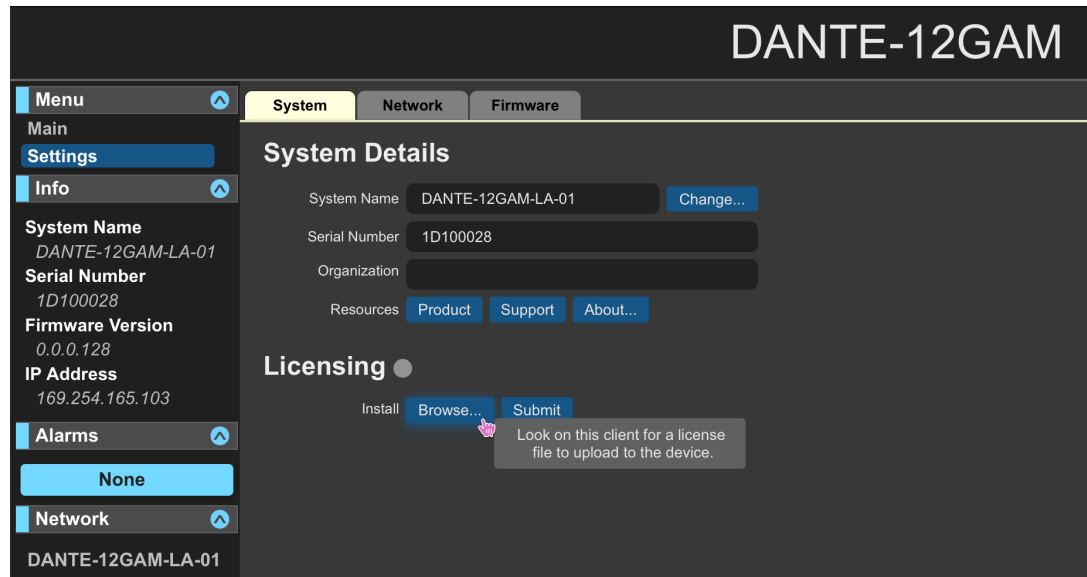 DANTE-12GAM
Menu
Main
Settings
Info
System Name
DANTE-12GAM-LA-01
Serial Number
1D100028
Firmware Version
0.0.0.128
IP Address
169.254.165.103
Alarms
None
Network
DANTE-12GAM-LA-01
System Network Firmware
System Details
System Name DANTE-12GAM-LA-01 Change...
Serial Number 1D100028
Organization
Resources Product Support About...
Licensing
Install Browse... Submit
Look on this client for a license
file to upload to the device.